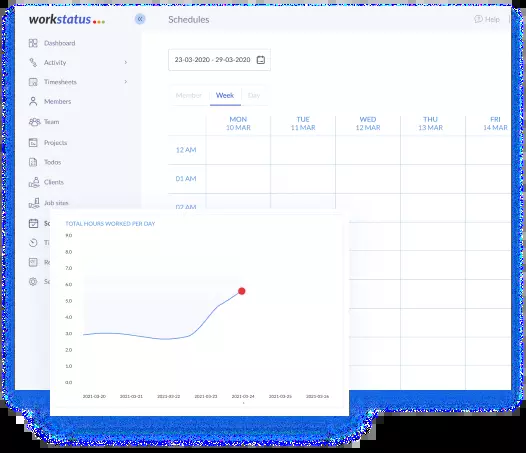 workstatus
Schedules
Help
Dashboard
23-03-2020 - 29-03-2020
Activity
Timesheets
Members
Member Week Day
Team
MON TUE WED THU FRI
10 MAR 11 MAR 12 MAR 13 MAR 14 MAR
Projects
12 AM
Todos
01 AM
Clients
Job sites
02 AM
TOTAL HOURS WORKED PER DAY
9.0
8.0
7.0
6.0
5.0
4.0
3.0
2.0
1.0
0.0
2021-03-20 2021-03-21 2021-03-22 2021-03-23 2021-03-24 2021-03-25 2021-03-26